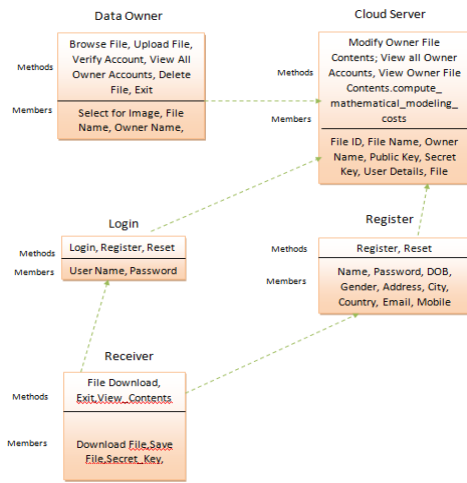 Data Owner
Cloud Server
Methods
Browse File, Upload File,
Verify Account, View All
Owner Accounts, Delete
File, Exit
Members
Select for Image, File
Name, Owner Name,
Methods
Modify Owner File
Contents; View all Owner
Accounts, View Owner File
Contents.compute_
mathematical_modeling_
costs
Members
File ID, File Name, Owner
Name, Public Key, Secret
Key, User Details, File
Login
Methods
Login, Register, Reset
Members
User Name, Password
Register
Methods
Register, Reset
Members
Name, Password, DOB,
Gender, Address, City,
Country, Email, Mobile
Receiver
Methods
File Download,
Exit,View_Contents
Members
Download File,Save
File,Secret_Key,